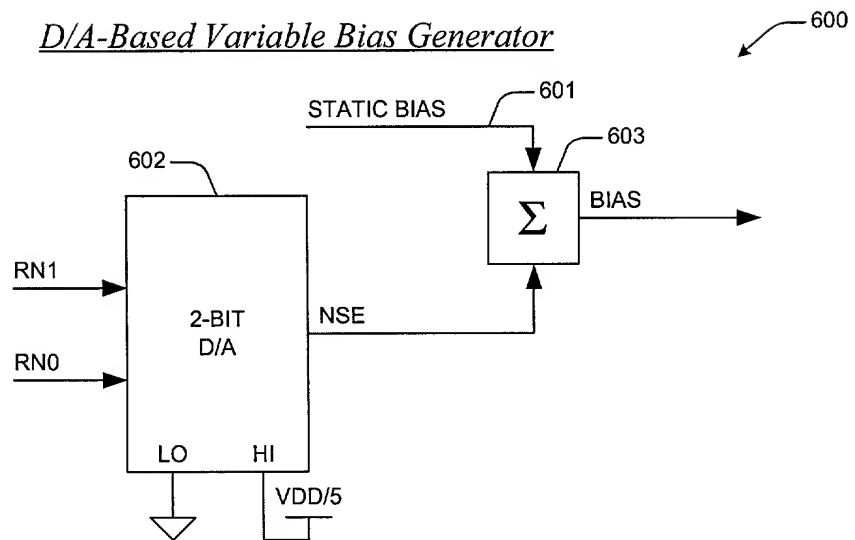 D/A-Based Variable Bias Generator
600
STATIC BIAS
601
602
603
Σ
BIAS
RN1
2-BIT
D/A
NSE
RN0
LO
HI
VDD/5